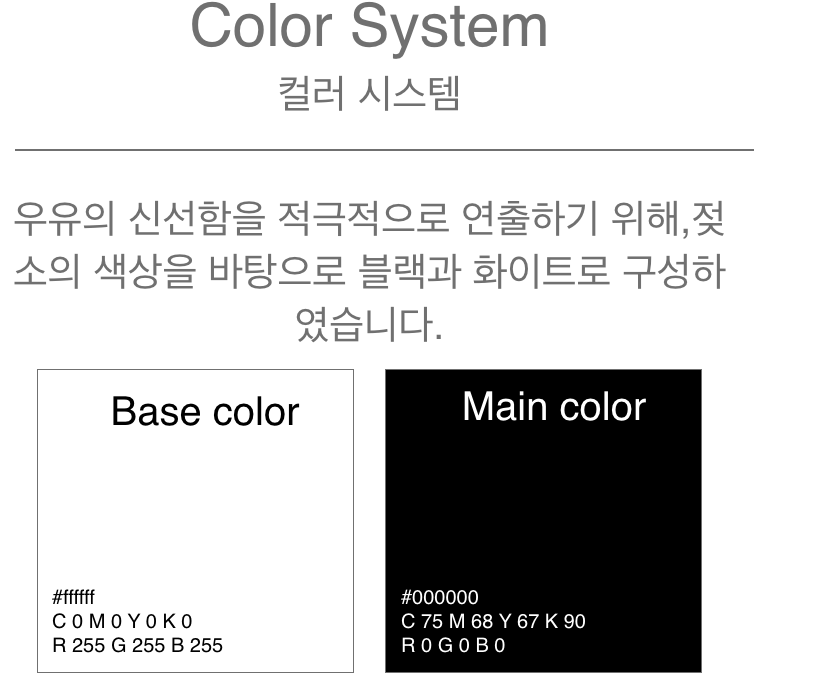 Color System
컬러 시스템
우유의 신선함을 적극적으로 연출하기 위해,젖
소의 색상을 바탕으로 블랙과 화이트로 구성하
였습니다.
Base color
#ffffff
C 0 M 0 Y 0 K 0
R 255 G 255 B 255
Main color
#000000
C 75 M 68 Y 67 K 90
R 0 G 0 B 0